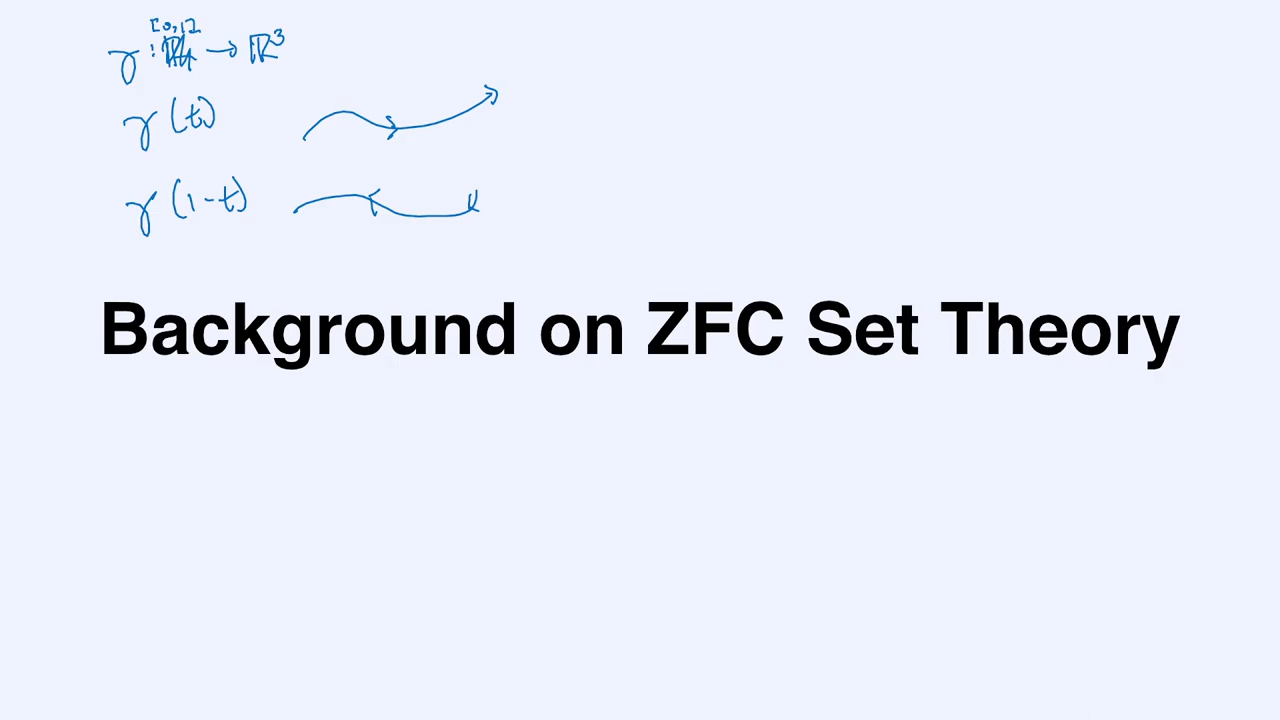 [0,1]
γ : → ℝ³
γ(t)
γ(1-t)
Background on ZFC Set Theory